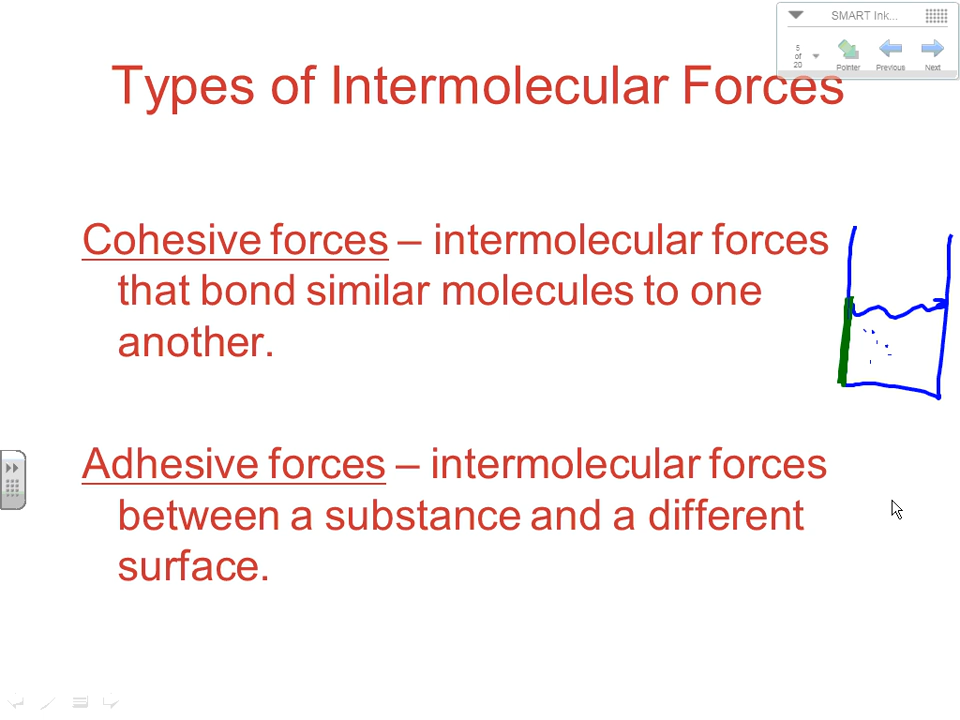 SMART Ink...
5
of
20
Pointer
Previous
Next
Types of Intermolecular Forces
Cohesive forces – intermolecular forces
that bond similar molecules to one
another.
Adhesive forces – intermolecular forces
between a substance and a different
surface.